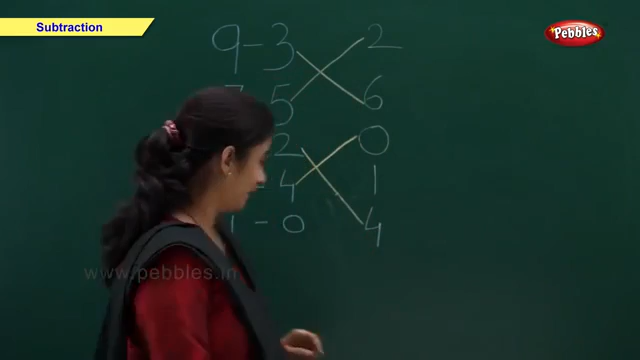 Subtraction
Pebbles
9 - 3 2
5 6
2 0
4 1
1 - 0 4
www.pebbles.in